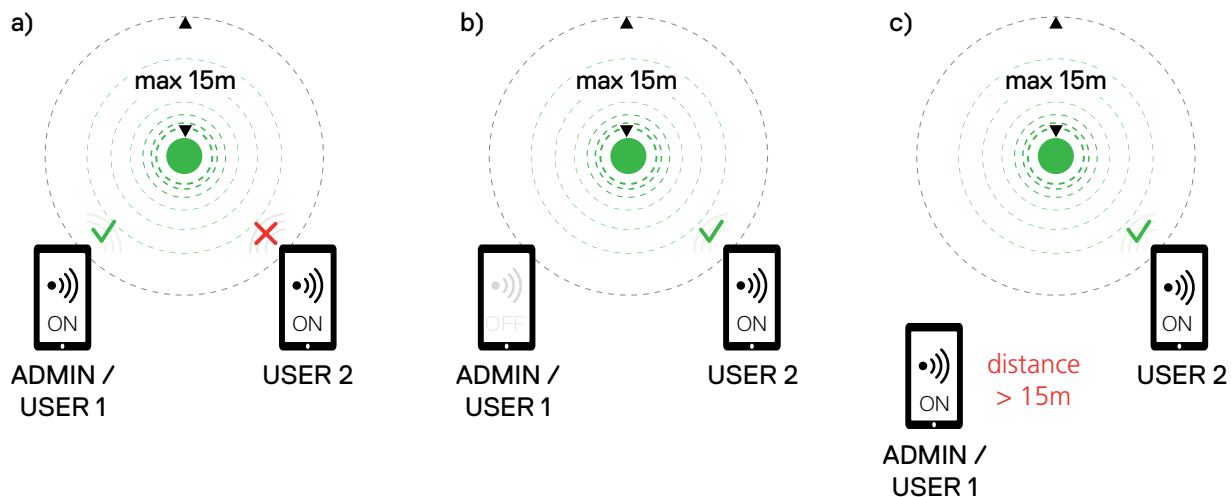 a)
max 15m
ON
ON
ADMIN /
USER 1
USER 2
b)
max 15m
OFF
ON
ADMIN /
USER 1
USER 2
c)
max 15m
ON
USER 2
ON
distance
> 15m
ADMIN /
USER 1